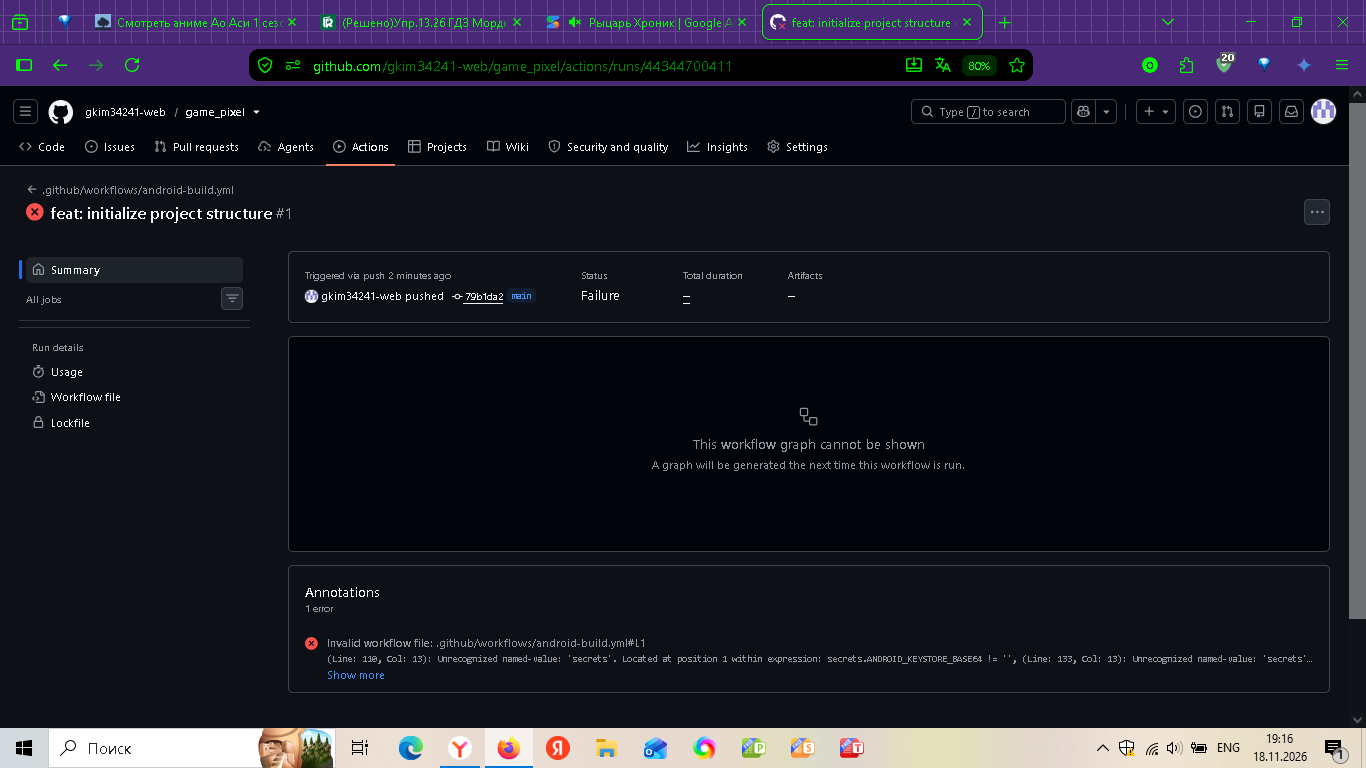 Смотреть аниме Ао Аси 1 сезо
(Решено)Упр.13.26 ГДЗ Мордк
Рыцарь Хроник | Google A
feat: initialize project structure
github.com/gkim34241-web/game_pixel/actions/runs/44344700411
80%
20
gkim34241-web / game_pixel
Type / to search
Code
Issues
Pull requests
Agents
Actions
Projects
Wiki
Security and quality
Insights
Settings
.github/workflows/android-build.yml
feat: initialize project structure #1
Summary
All jobs
Run details
Usage
Workflow file
Lockfile
Triggered via push 2 minutes ago
gkim34241-web pushed 79b1da2 main
Status
Failure
Total duration
–
Artifacts
–
This workflow graph cannot be shown
A graph will be generated the next time this workflow is run.
Annotations
1 error
Invalid workflow file: .github/workflows/android-build.yml#L1
(Line: 110, Col: 13): Unrecognized named-value: 'secrets'. Located at position 1 within expression: secrets.ANDROID_KEYSTORE_BASE64 != '', (Line: 133, Col: 13): Unrecognized named-value: 'secrets'...
Show more
Поиск
ENG
19:16
18.11.2026
1